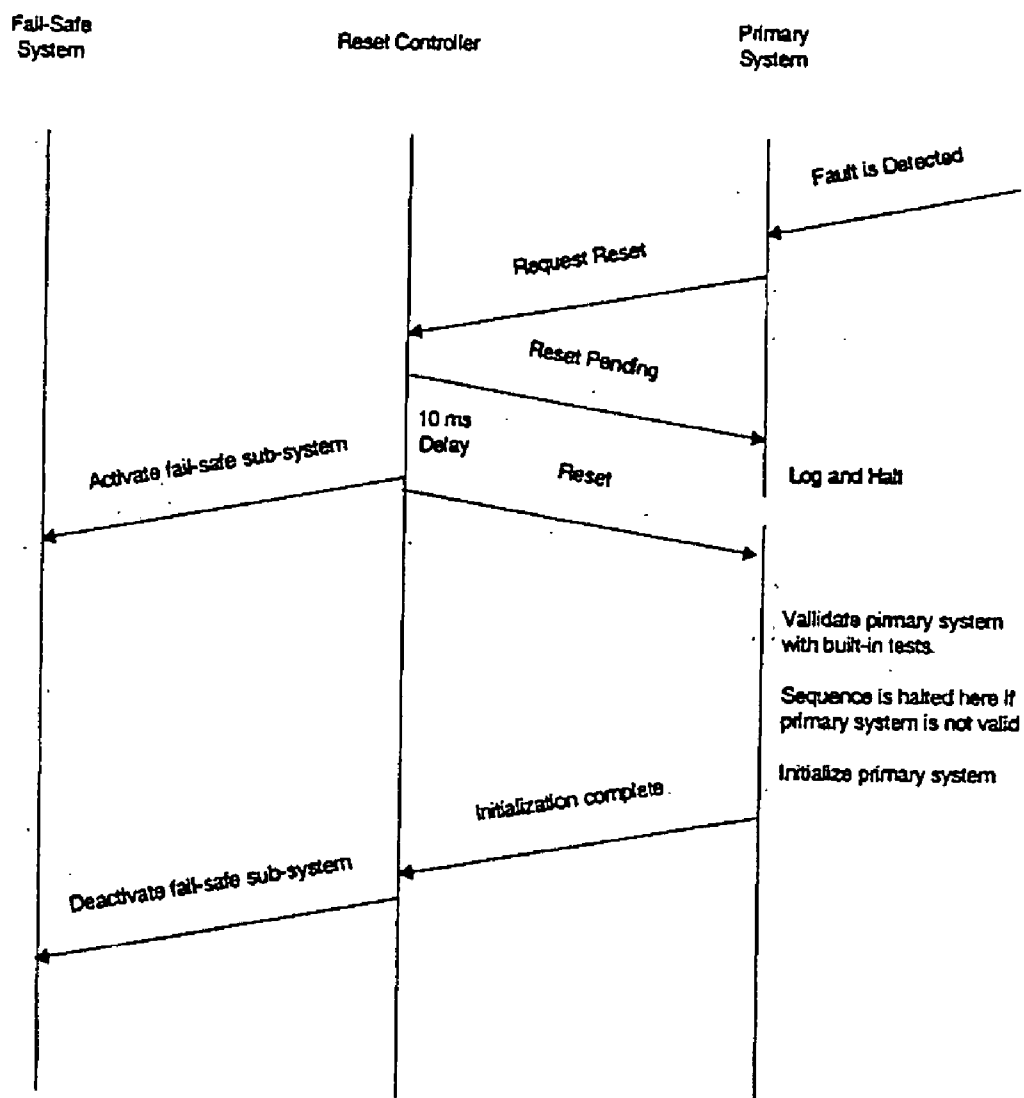 Fail-Safe
System
Reset Controller
Primary
System
Fault is Detected
Request Reset
Reset Pending
10 ms
Delay
Activate fail-safe sub-system
Reset
Log and Halt
Vallidate pirmary system
with built-in tests.
Sequence is halted here if
primary system is not valid
Initialize primary system
Initialization complete
Deactivate fail-safe sub-system